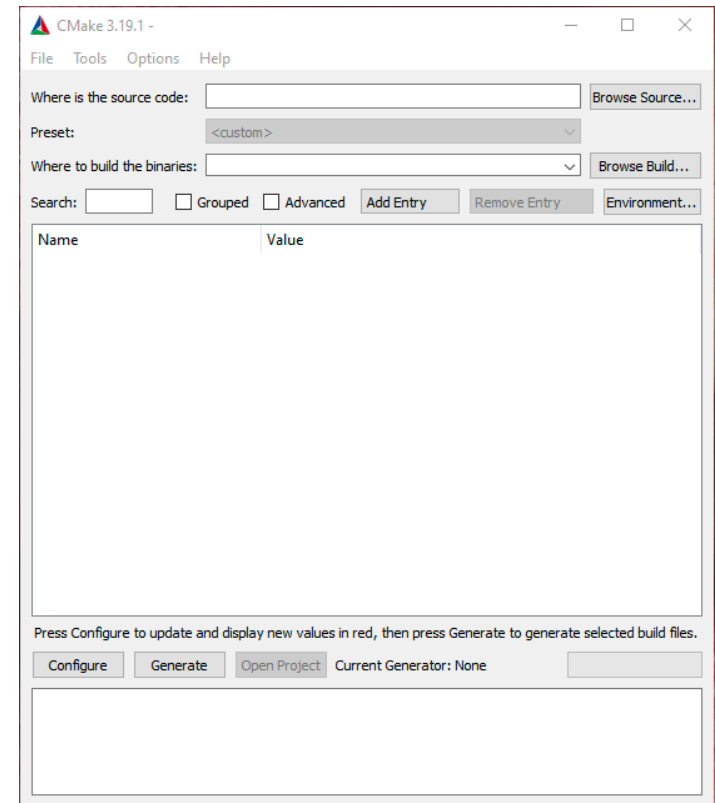 CMake 3.19.1 -
File Tools Options Help
Where is the source code: Browse Source...
Preset: <custom>
Where to build the binaries: Browse Build...
Search: Grouped Advanced Add Entry Remove Entry Environment...
Name Value
Press Configure to update and display new values in red, then press Generate to generate selected build files.
Configure Generate Open Project Current Generator: None